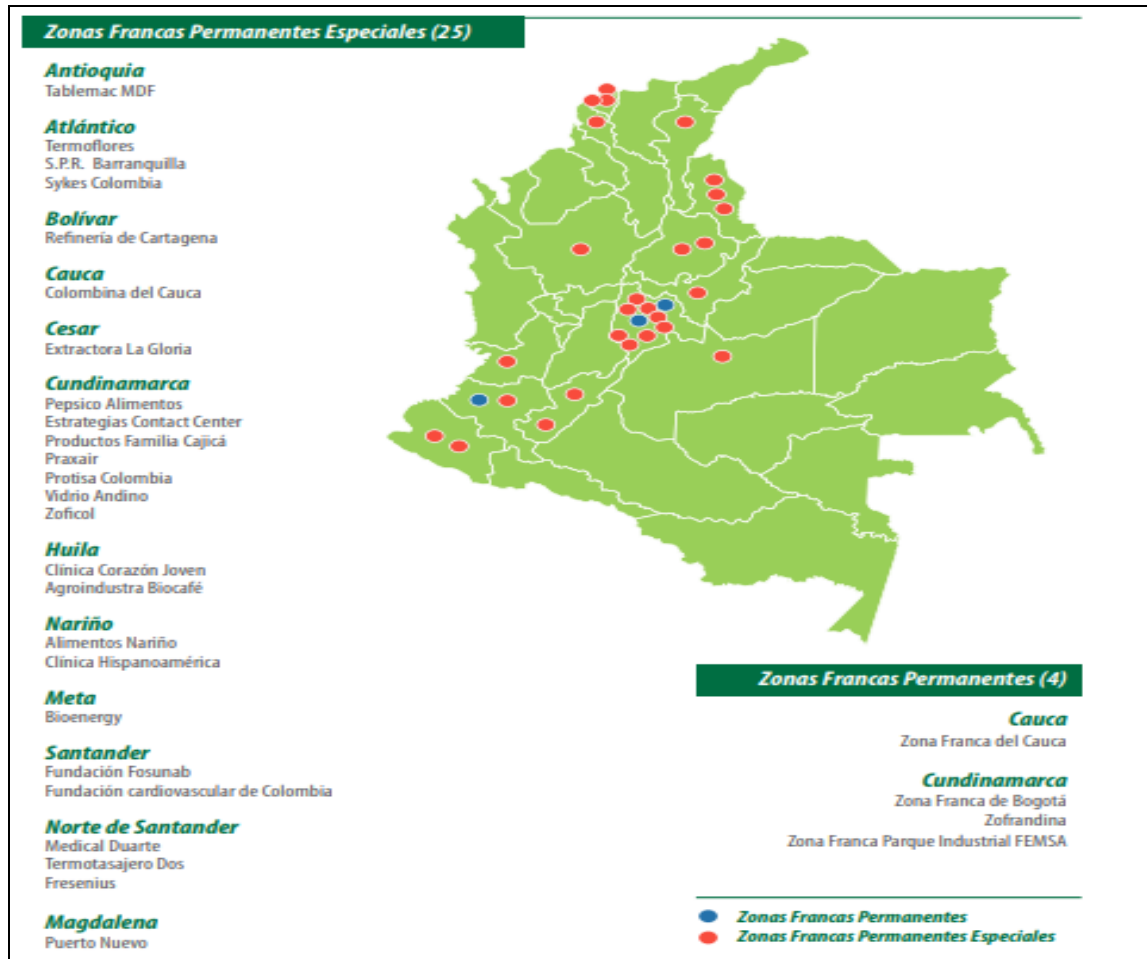 Zonas Francas Permanentes Especiales (25)
Antioquia
Tablemac MDF
Atlántico
Termoflores
S.P.R. Barranquilla
Sykes Colombia
Bolívar
Refinería de Cartagena
Cauca
Colombina del Cauca
Cesar
Extractora La Gloria
Cundinamarca
Pepsico Alimentos
Estrategias Contact Center
Productos Familia Cajicá
Praxair
Protisa Colombia
Vidrio Andino
Zoficol
Huila
Clínica Corazón Joven
Agroindustra Biocafé
Nariño
Alimentos Nariño
Clínica Hispanoamérica
Meta
Bioenergy
Santander
Fundación Fosunab
Fundación cardiovascular de Colombia
Norte de Santander
Medical Duarte
Termotasajero Dos
Fresenius
Magdalena
Puerto Nuevo
Zonas Francas Permanentes (4)
Cauca
Zona Franca del Cauca
Cundinamarca
Zona Franca de Bogotá
Zofrandina
Zona Franca Parque Industrial FEMSA
Zonas Francas Permanentes
Zonas Francas Permanentes Especiales